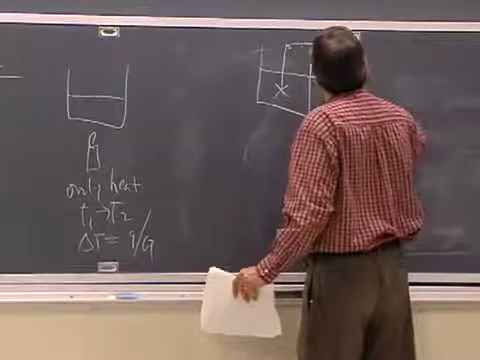 only heat
t₁→T₂
ΔT = q/G